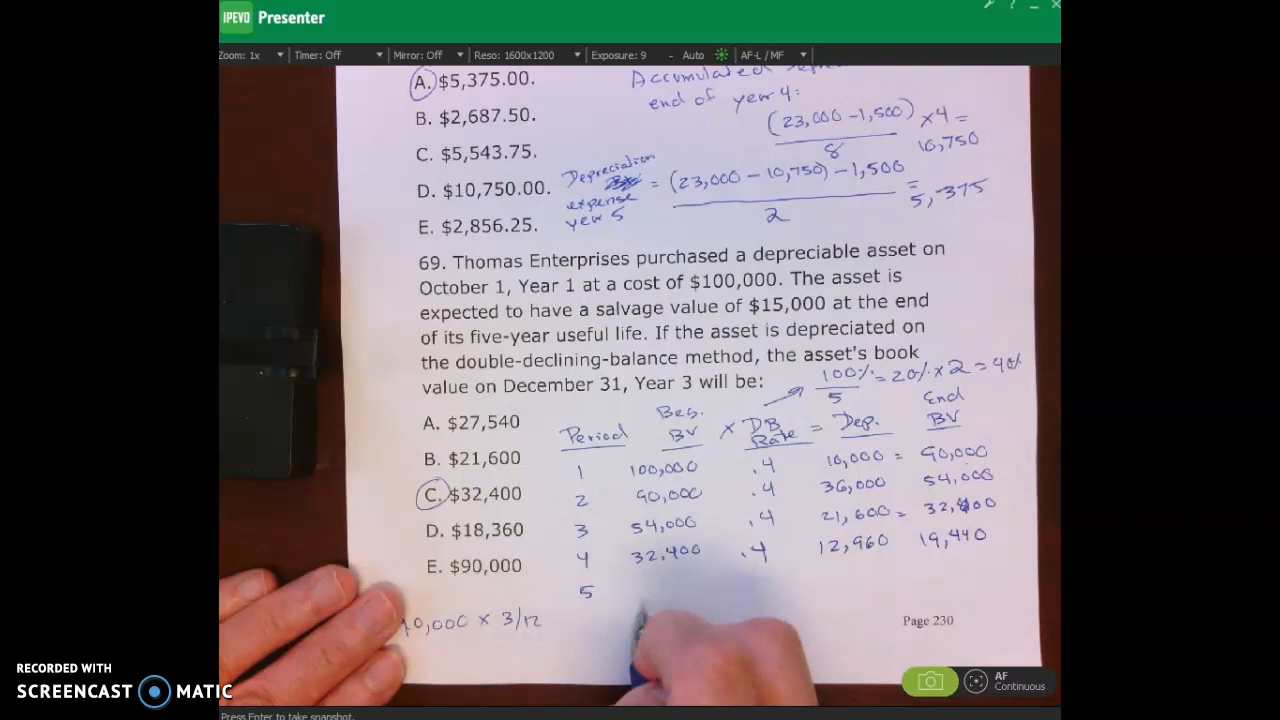 IPEVO Presenter
Zoom: 1x Timer: Off Mirror: Off Reso: 1600x1200 Exposure: 9 - Auto AF-L / MF
A. $5,375.00.
B. $2,687.50.
C. $5,543.75.
D. $10,750.00.
E. $2,856.25.
Accumulated
end of year 4:
(23,000 - 1,500) x 4 =
8
10,750
Depreciation
expense
year 5
= (23,000 - 10,750) - 1,500 =
2
5,375
69. Thomas Enterprises purchased a depreciable asset on
October 1, Year 1 at a cost of $100,000. The asset is
expected to have a salvage value of $15,000 at the end
of its five-year useful life. If the asset is depreciated on
the double-declining-balance method, the asset's book
value on December 31, Year 3 will be:
100% = 20% x 2 = 40%
5
A. $27,540
B. $21,600
C. $32,400
D. $18,360
E. $90,000
Period Beg. BV x DB Rate = Dep. End BV
1 100,000 .4 10,000 = 90,000
2 90,000 .4 36,000 54,000
3 54,000 .4 21,600 = 32,400
4 32,400 .4 12,960 19,440
5
40,000 x 3/12
Page 230
AF
Continuous
RECORDED WITH
SCREENCAST MATIC
Press Enter to take snapshot.